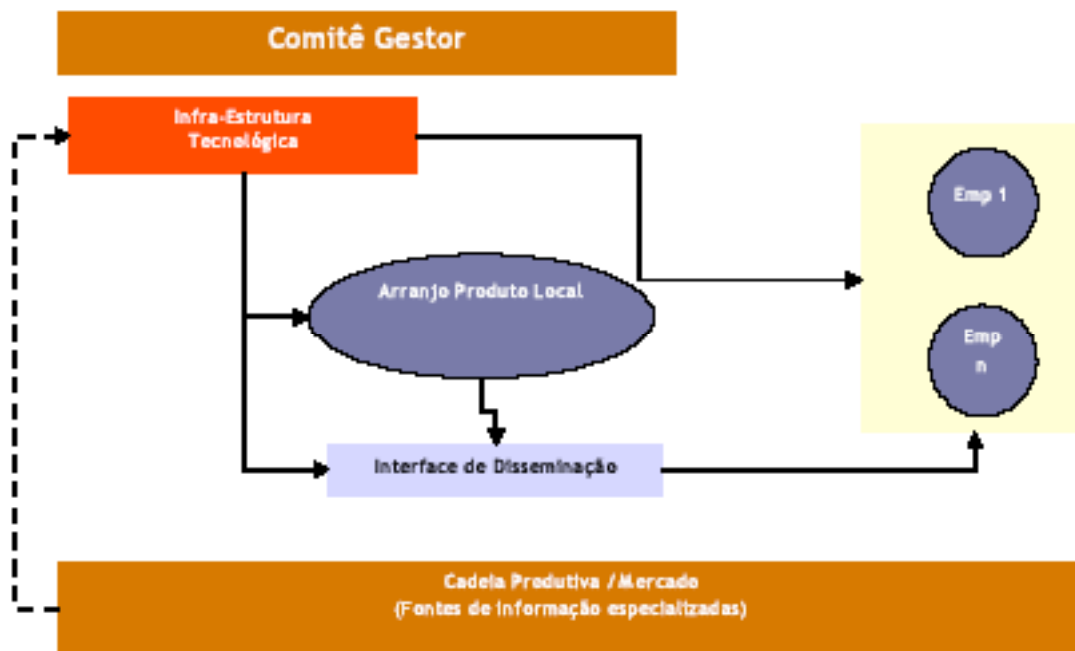 Comitê Gestor
Infra-Estrutura
Tecnológica
Emp 1
Arranjo Produto Local
Emp
n
Interface de Disseminação
Cadeia Produtiva /Mercado
(Fontes de informação especializadas)